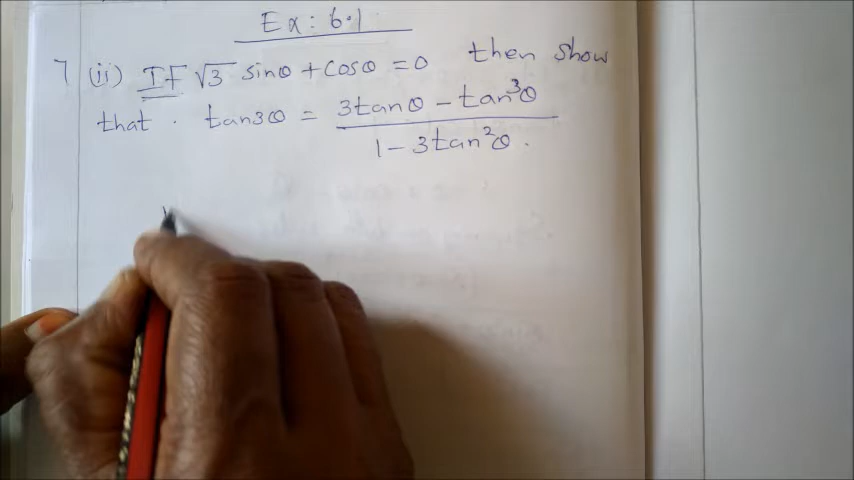 Ex: 6.1
7 (ii) IF √3 sinθ + cosθ = 0 then show
that . tan3θ = 3tanθ - tan³θ / 1 - 3tan²θ .